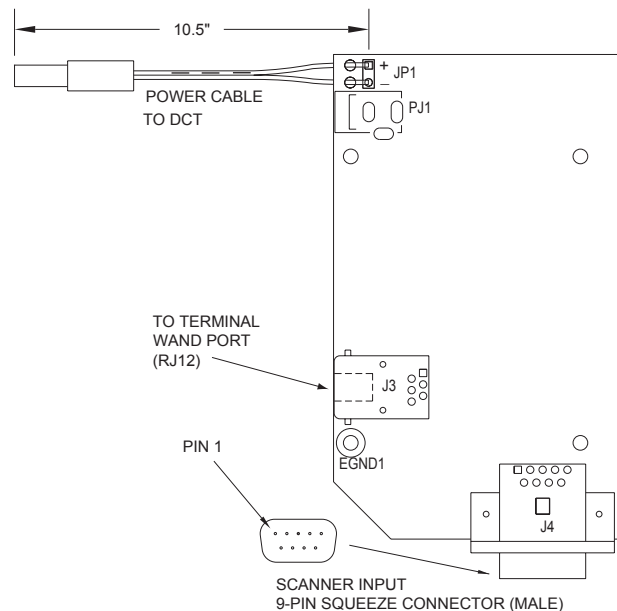 10.5"
+
JP1
–
POWER CABLE
TO DCT
PJ1
TO TERMINAL
WAND PORT
(RJ12)
J3
PIN 1
EGND1
J4
SCANNER INPUT
9-PIN SQUEEZE CONNECTOR (MALE)